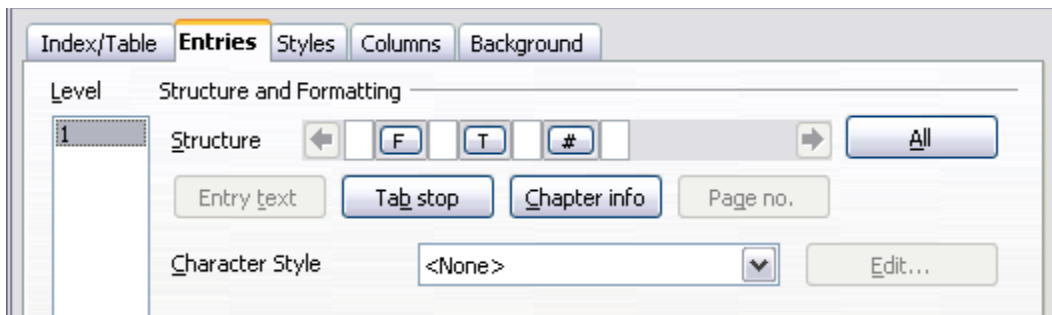 Index/Table Entries Styles Columns Background
Level Structure and Formatting
1 Structure F T # All
Entry text Tab stop Chapter info Page no.
Character Style <None> Edit...